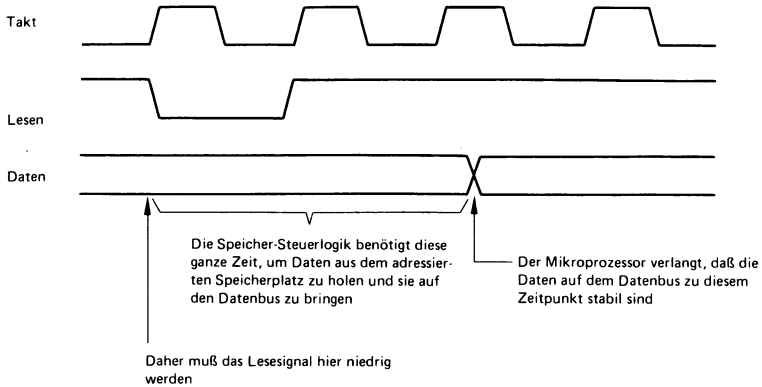 Takt
Lesen
Daten
Die Speicher-Steuerlogik benötigt diese
ganze Zeit, um Daten aus dem adressier-
ten Speicherplatz zu holen und sie auf
den Datenbus zu bringen
Der Mikroprozessor verlangt, daß die
Daten auf dem Datenbus zu diesem
Zeitpunkt stabil sind
Daher muß das Lesesignal hier niedrig
werden